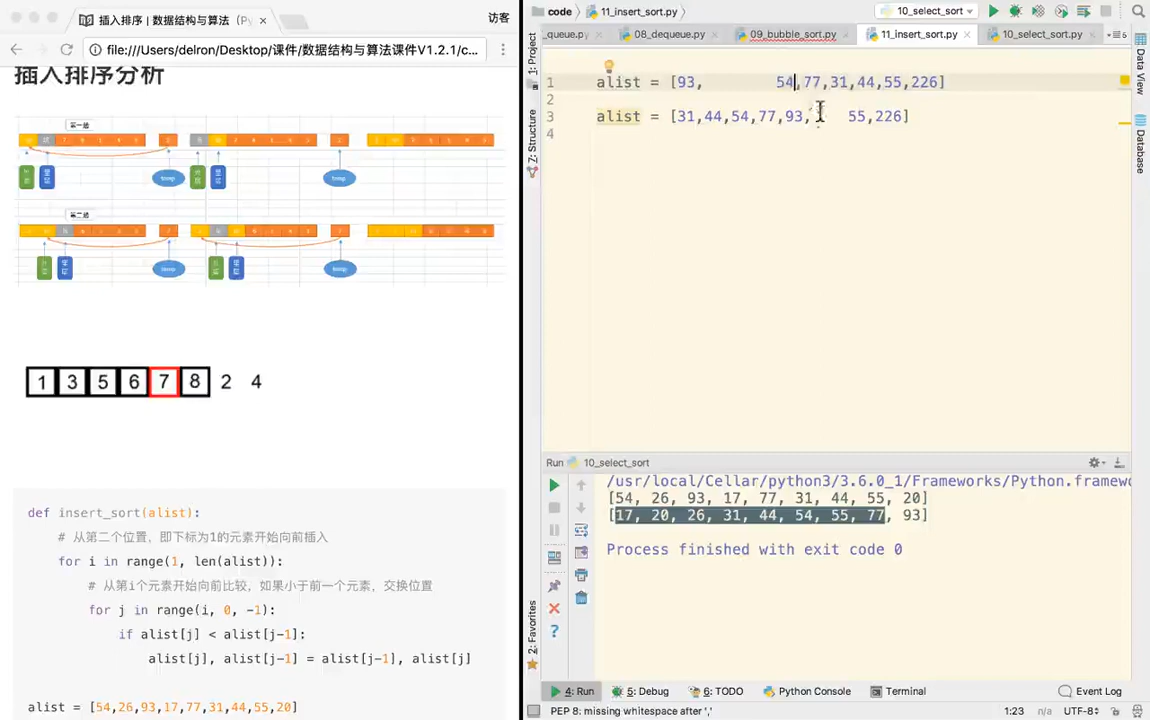 插入排序 | 数据结构与算法（Py
访客
file:///Users/delron/Desktop/课件/数据结构与算法课件V1.2.1/c...
插入排序分析
第一趟
temp
temp
第二趟
temp
temp
1 3 5 6 7 8 2 4
def insert_sort(alist):
# 从第二个位置，即下标为1的元素开始向前插入
for i in range(1, len(alist)):
# 从第i个元素开始向前比较，如果小于前一个元素，交换位置
for j in range(i, 0, -1):
if alist[j] < alist[j-1]:
alist[j], alist[j-1] = alist[j-1], alist[j]
alist = [54,26,93,17,77,31,44,55,20]
code
11_insert_sort.py
10_select_sort
_queue.py
08_dequeue.py
09_bubble_sort.py
11_insert_sort.py
10_select_sort.py
1: Project
7: Structure
2: Favorites
Data View
Database
1 alist = [93, 54,77,31,44,55,226]
2
3 alist = [31,44,54,77,93, 55,226]
4
Run 10_select_sort
/usr/local/Cellar/python3/3.6.0_1/Frameworks/Python.framew
[54, 26, 93, 17, 77, 31, 44, 55, 20]
[17, 20, 26, 31, 44, 54, 55, 77, 93]
Process finished with exit code 0
4: Run
5: Debug
6: TODO
Python Console
Terminal
Event Log
PEP 8: missing whitespace after ','
1:23
n/a
UTF-8